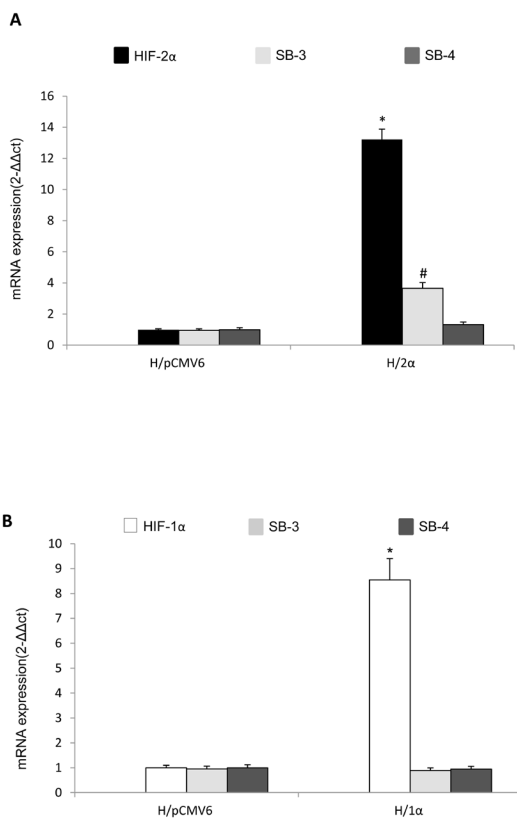 A
HIF-2α SB-3 SB-4
mRNA expression(2-ΔΔct)
16
14
12
10
8
6
4
2
0
*
#
H/pCMV6 H/2α
B
HIF-1α SB-3 SB-4
mRNA expression(2-ΔΔct)
10
9
8
7
6
5
4
3
2
1
0
*
H/pCMV6 H/1α